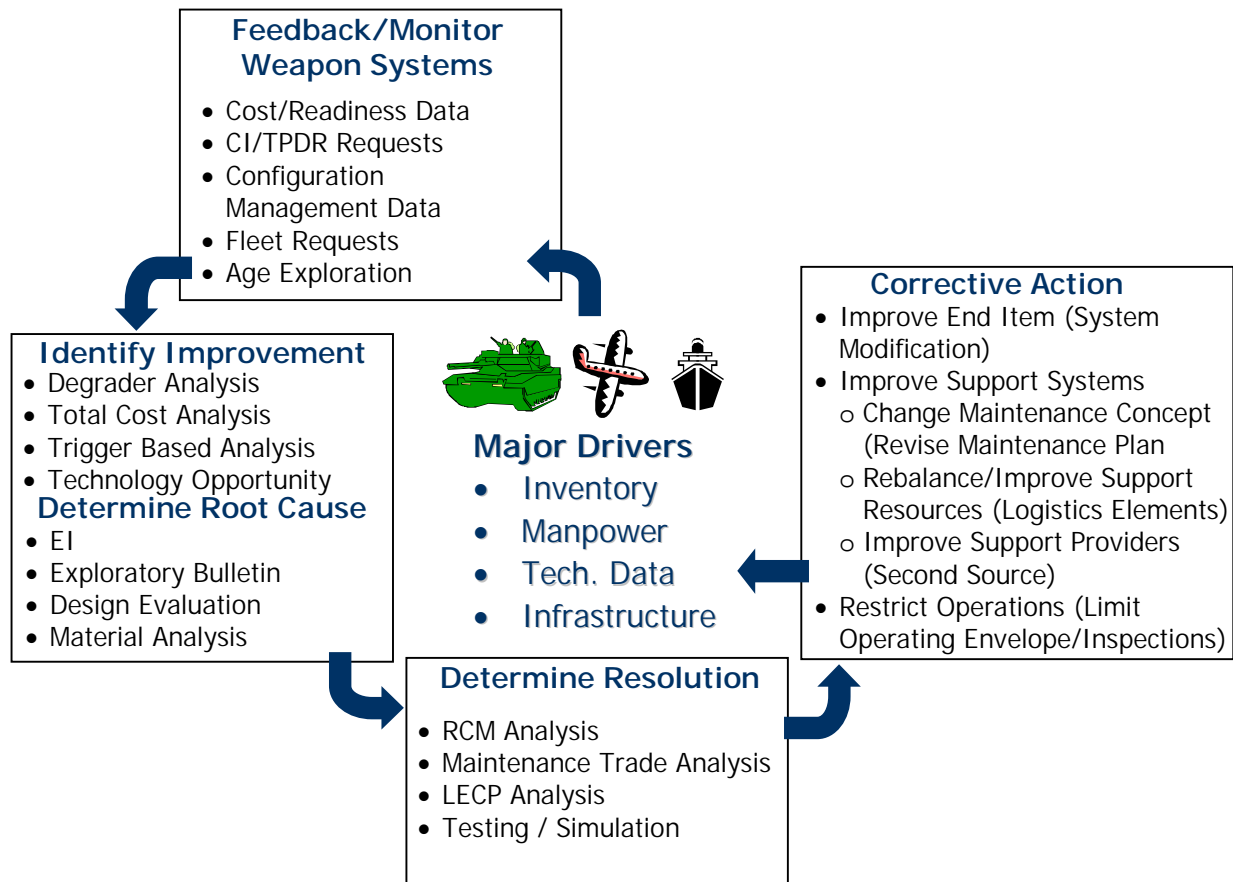 Feedback/Monitor
Weapon Systems
• Cost/Readiness Data
• CI/TPDR Requests
• Configuration
Management Data
• Fleet Requests
• Age Exploration
Identify Improvement
• Degrader Analysis
• Total Cost Analysis
• Trigger Based Analysis
• Technology Opportunity
Determine Root Cause
• EI
• Exploratory Bulletin
• Design Evaluation
• Material Analysis
Major Drivers
• Inventory
• Manpower
• Tech. Data
• Infrastructure
Determine Resolution
• RCM Analysis
• Maintenance Trade Analysis
• LECP Analysis
• Testing / Simulation
Corrective Action
• Improve End Item (System
Modification)
• Improve Support Systems
o Change Maintenance Concept
(Revise Maintenance Plan
o Rebalance/Improve Support
Resources (Logistics Elements)
o Improve Support Providers
(Second Source)
• Restrict Operations (Limit
Operating Envelope/Inspections)